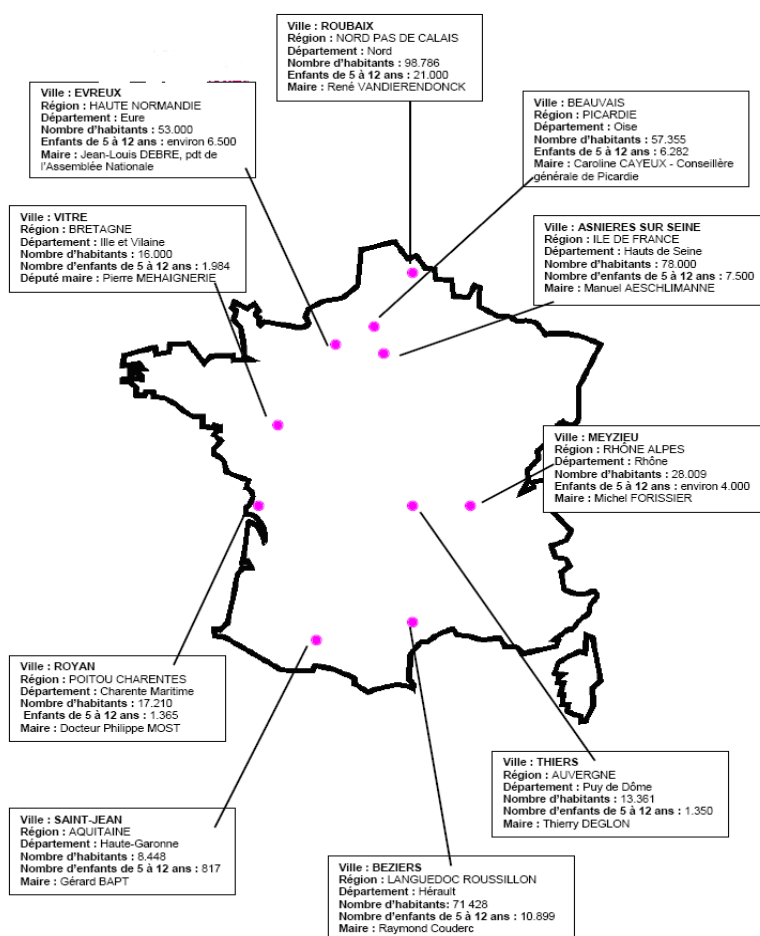 Ville : ROUBAIX
Région : NORD PAS DE CALAIS
Département : Nord
Nombre d'habitants : 98.786
Enfants de 5 à 12 ans : 21.000
Maire : René VANDIERENDONCK
Ville : EVREUX
Région : HAUTE NORMANDIE
Département : Eure
Nombre d'habitants : 53.000
Enfants de 5 à 12 ans : environ 6.500
Maire : Jean-Louis DEBRE, pdt de
l'Assemblée Nationale
Ville : BEAUVAIS
Région : PICARDIE
Département : Oise
Nombre d'habitants : 57.355
Enfants de 5 à 12 ans : 6.282
Maire : Caroline CAYEUX - Conseillère
générale de Picardie
Ville : VITRE
Région : BRETAGNE
Département : Ille et Vilaine
Nombre d'habitants : 16.000
Nombre d'enfants de 5 à 12 ans : 1.984
Député maire : Pierre MEHAIGNERIE
Ville : ASNIERES SUR SEINE
Région : ILE DE FRANCE
Département : Hauts de Seine
Nombre d'habitants : 78.000
Nombre d'enfants de 5 à 12 ans : 7.500
Maire : Manuel AESCHLIMANNE
Ville : MEYZIEU
Région : RHÔNE ALPES
Département : Rhône
Nombre d'habitants : 28.009
Enfants de 5 à 12 ans : environ 4.000
Maire : Michel FORISSIER
Ville : ROYAN
Région : POITOU CHARENTES
Département : Charente Maritime
Nombre d'habitants : 17.210
Enfants de 5 à 12 ans : 1.365
Maire : Docteur Philippe MOST
Ville : THIERS
Région : AUVERGNE
Département : Puy de Dôme
Nombre d'habitants : 13.361
Nombre d'enfants de 5 à 12 ans : 1.350
Maire : Thierry DEGLON
Ville : SAINT-JEAN
Région : AQUITAINE
Département : Haute-Garonne
Nombre d'habitants : 8.448
Nombre d'enfants de 5 à 12 ans : 817
Maire : Gérard BAPT
Ville : BEZIERS
Région : LANGUEDOC ROUSSILLON
Département : Hérault
Nombre d'habitants: 71 428
Nombre d'enfants de 5 à 12 ans : 10.899
Maire : Raymond Couderc